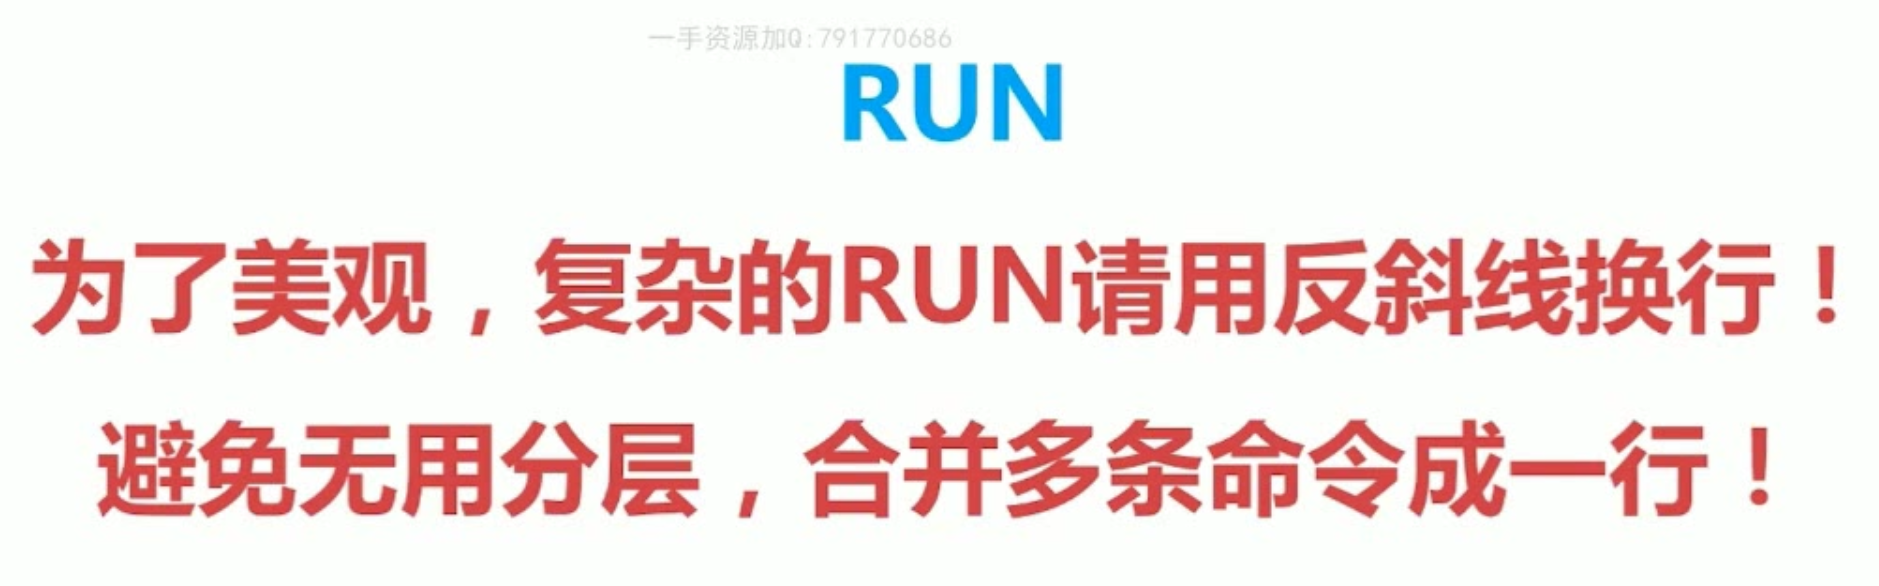 一手资源加Q:791770686
RUN
为了美观，复杂的RUN请用反斜线换行！
避免无用分层，合并多条命令成一行！